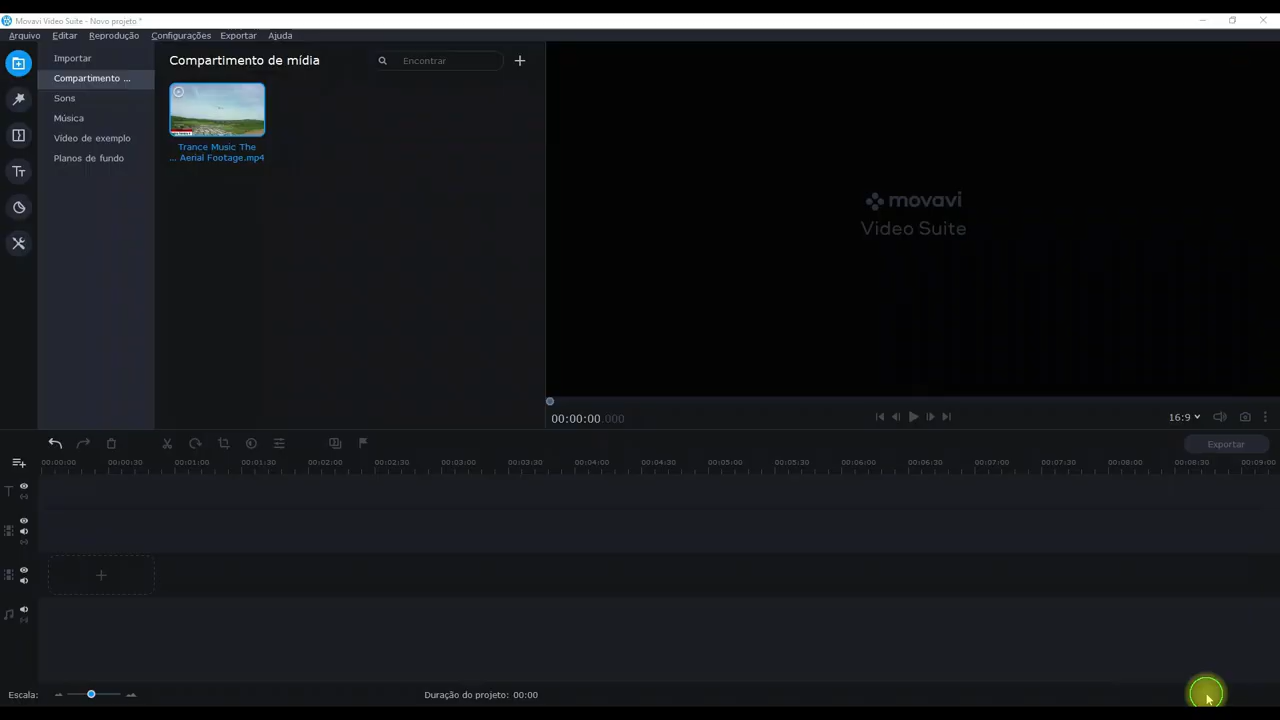 Movavi Video Suite - Novo projeto *
Arquivo Editar Reprodução Configurações Exportar Ajuda
Importar
Compartimento ...
Sons
Música
Vídeo de exemplo
Planos de fundo
Compartimento de mídia
Encontrar
Trance Music The
... Aerial Footage.mp4
movavi
Video Suite
00:00:00.000
16:9
Exportar
00:00:00 00:00:30 00:01:00 00:01:30 00:02:00 00:02:30 00:03:00 00:03:30 00:04:00 00:04:30 00:05:00 00:05:30 00:06:00 00:06:30 00:07:00 00:07:30 00:08:00 00:08:30 00:09:00
Escala:
Duração do projeto: 00:00